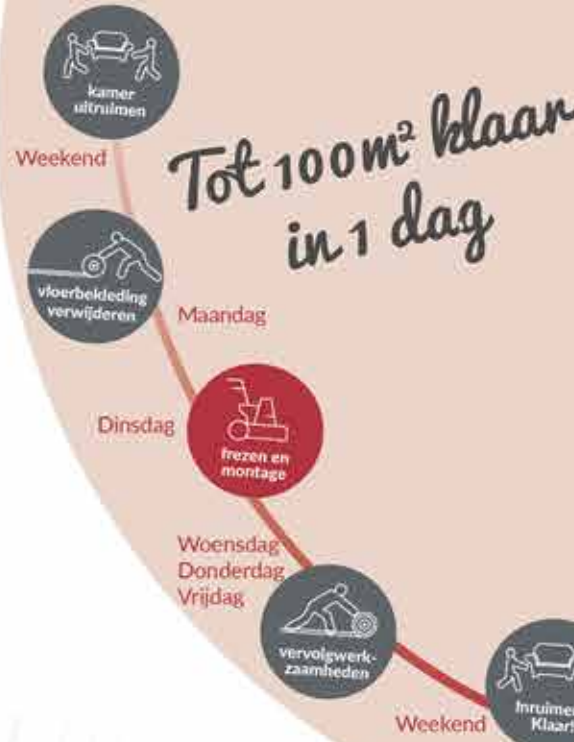 kamer
uitruimen
Weekend
Tot 100m² klaar
in 1 dag
vloerbekleding
verwijderen
Maandag
Dinsdag
frezen en
montage
Woensdag
Donderdag
Vrijdag
vervolgwerk-
zaamheden
Weekend
Klaar!